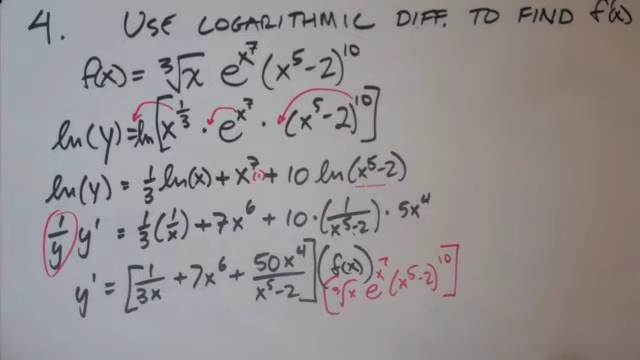 4. USE LOGARITHMIC DIFF. TO FIND f'(x)
f(x) = ∛x e^x^7 (x^5-2)^10
ln(y) = ln[x^1/3 · e^x^7 · (x^5-2)^10]
ln(y) = 1/3 ln(x) + x^7(1) + 10 ln(x^5-2)
1/y y' = 1/3(1/x) + 7x^6 + 10·(1/(x^5-2))·5x^4
y' = [1/3x + 7x^6 + 50x^4/(x^5-2)](f(x))
[∛x e^x^7 (x^5-2)^10]